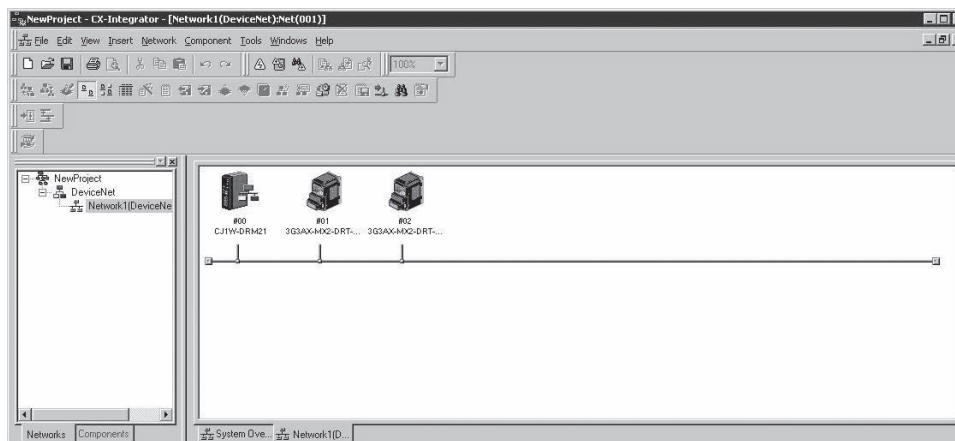 NewProject - CX-Integrator - [Network1(DeviceNet):Net(001)]
File Edit View Insert Network Component Tools Windows Help
100%
NewProject
DeviceNet
Network1(DeviceNe
#00
CJ1W-DRM21
#01
3G3AX-MX2-DRT-...
#02
3G3AX-MX2-DRT-...
Networks Components
System Ove... Network1(D...